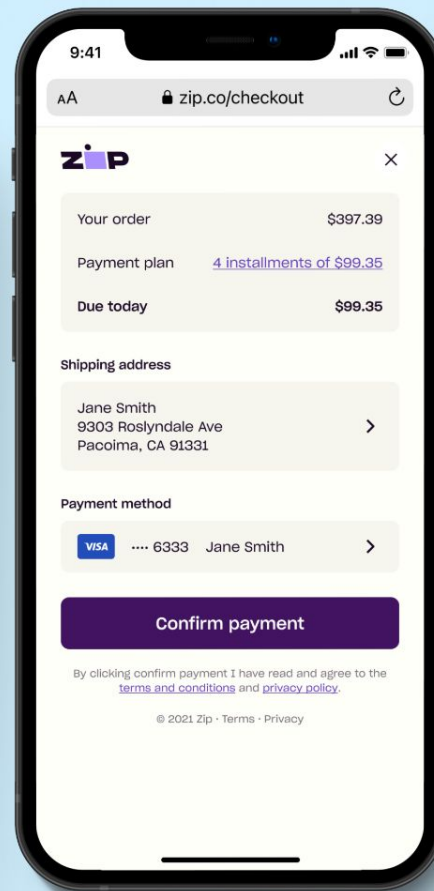 9:41
AA zip.co/checkout
zip
Your order $397.39
Payment plan 4 installments of $99.35
Due today $99.35
Shipping address
Jane Smith
9303 Roslyndale Ave
Pacoima, CA 91331
Payment method
VISA •••• 6333 Jane Smith
Confirm payment
By clicking confirm payment I have read and agree to the
terms and conditions and privacy policy.
© 2021 Zip · Terms · Privacy